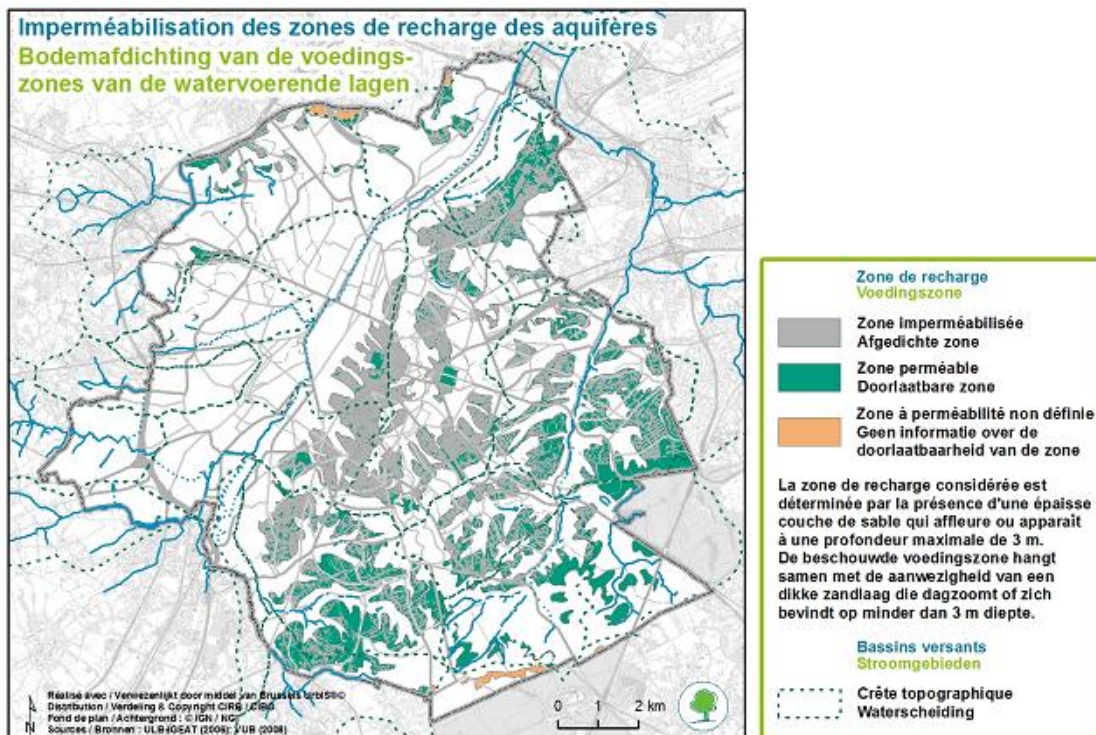 Imperméabilisation des zones de recharge des aquifères
Bodemafdichting van de voedings-
zones van de watervoerende lagen
Réalisé avec / Verwezenlijkt door middel van Brussels UrbIS®©
Distribution / Verdeling & Copyright CIRB / CIBG
Fond de plan / Achtergrond : © IGN / NGI
Sources / Bronnen : ULB-IGEAT (2006); VUB (2008)
N
0 1 2 km
Zone de recharge
Voedingszone
Zone imperméabilisée
Afgedichte zone
Zone perméable
Doorlaatbare zone
Zone à perméabilité non définie
Geen informatie over de
doorlaatbaarheid van de zone
La zone de recharge considérée est
déterminée par la présence d'une épaisse
couche de sable qui affleure ou apparaît
à une profondeur maximale de 3 m.
De beschouwde voedingszone hangt
samen met de aanwezigheid van een
dikke zandlaag die dagzoomt of zich
bevindt op minder dan 3 m diepte.
Bassins versants
Stroomgebieden
Crête topographique
Waterscheiding